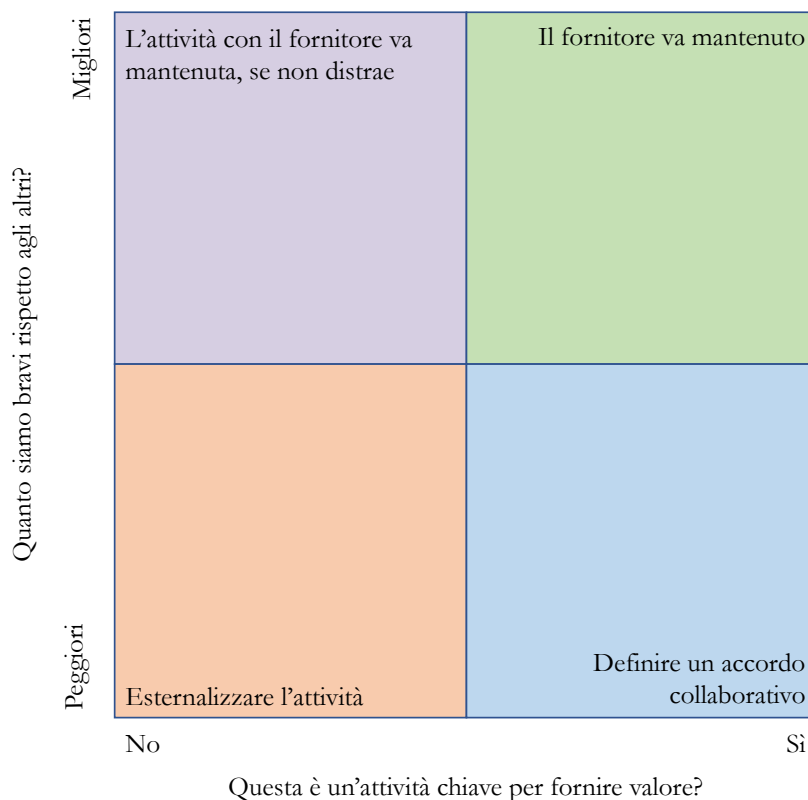 Migliori
L’attività con il fornitore va
mantenuta, se non distrae
Il fornitore va mantenuto
Quanto siamo bravi rispetto agli altri?
Peggiori
Esternalizzare l’attività
Definire un accordo
collaborativo
No
Sì
Questa è un’attività chiave per fornire valore?